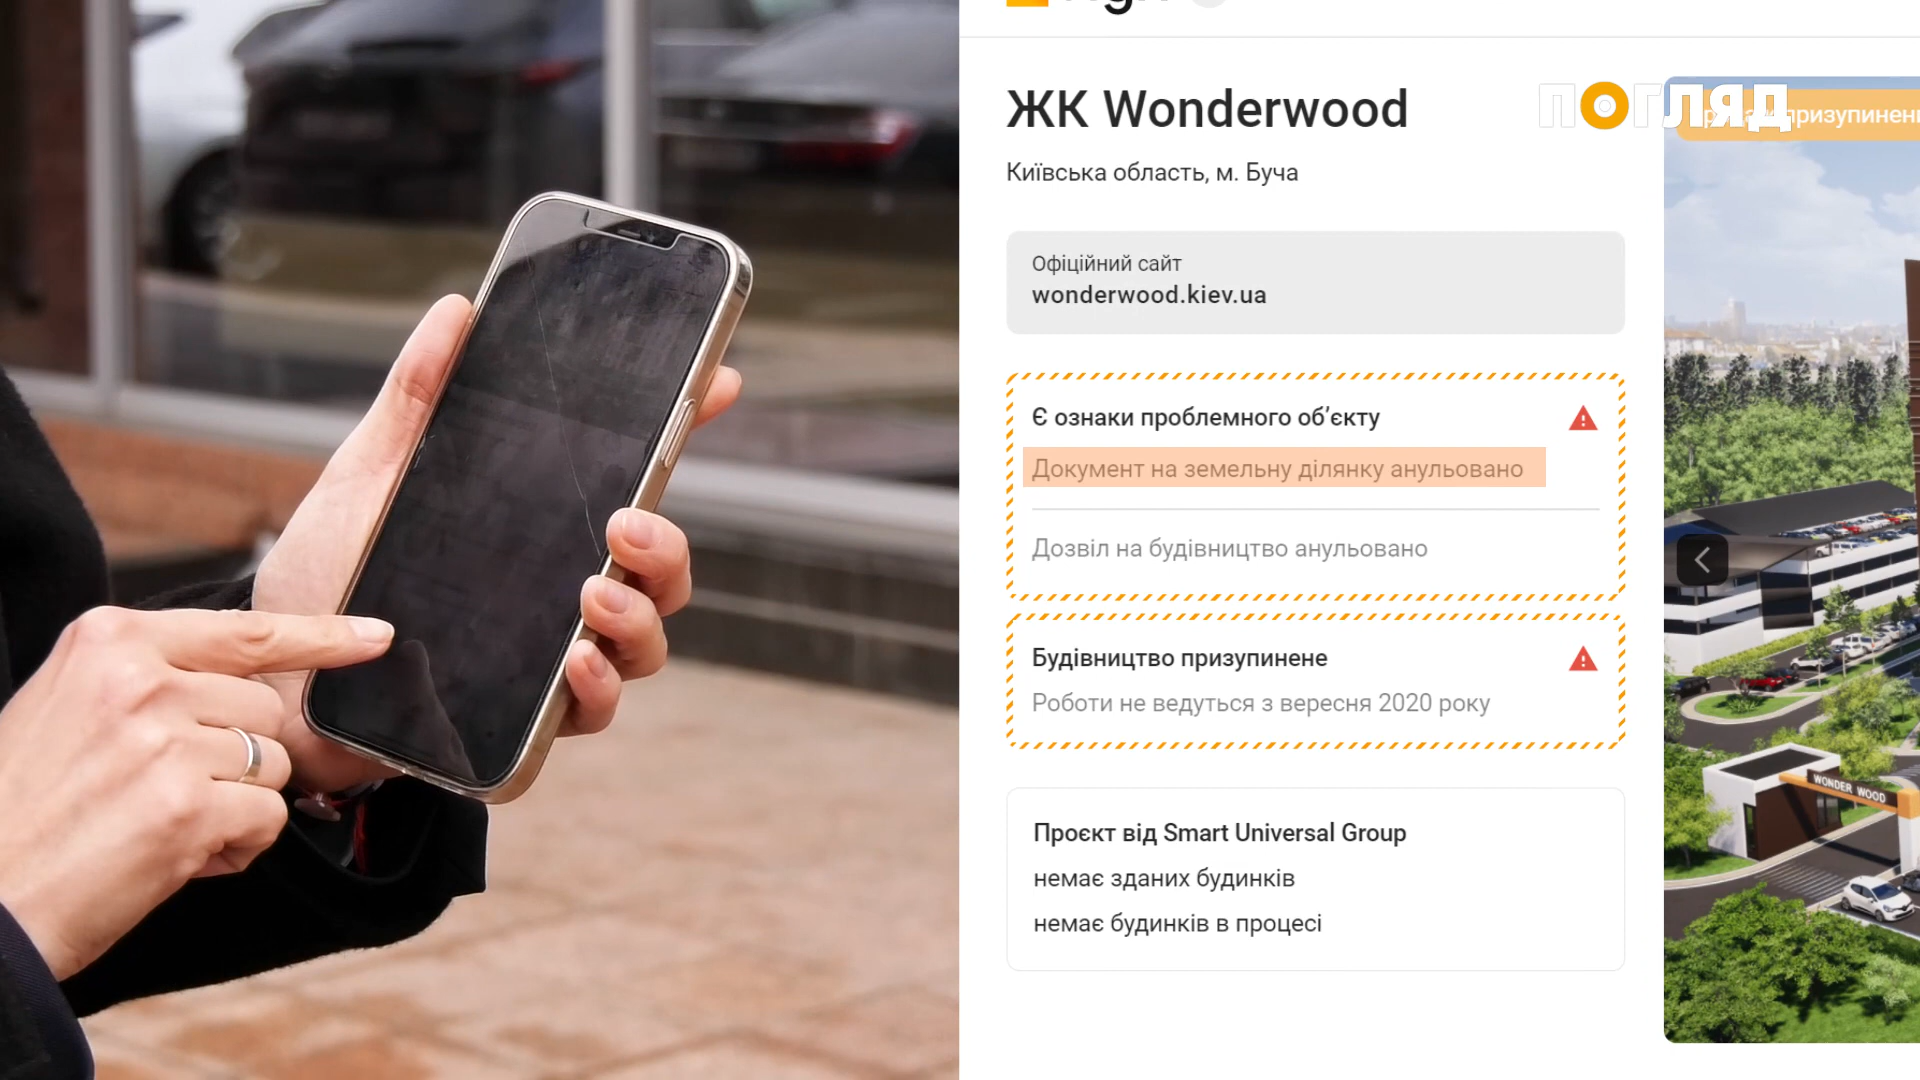 ЖК Wonderwood
Київська область, м. Буча
Офіційний сайт
wonderwood.kiev.ua
Є ознаки проблемного об’єкту
Документ на земельну ділянку анульовано
Дозвіл на будівництво анульовано
Будівництво призупинене
Роботи не ведуться з вересня 2020 року
Проєкт від Smart Universal Group
немає зданих будинків
немає будинків в процесі
ПОГЛЯД
WONDER WOOD